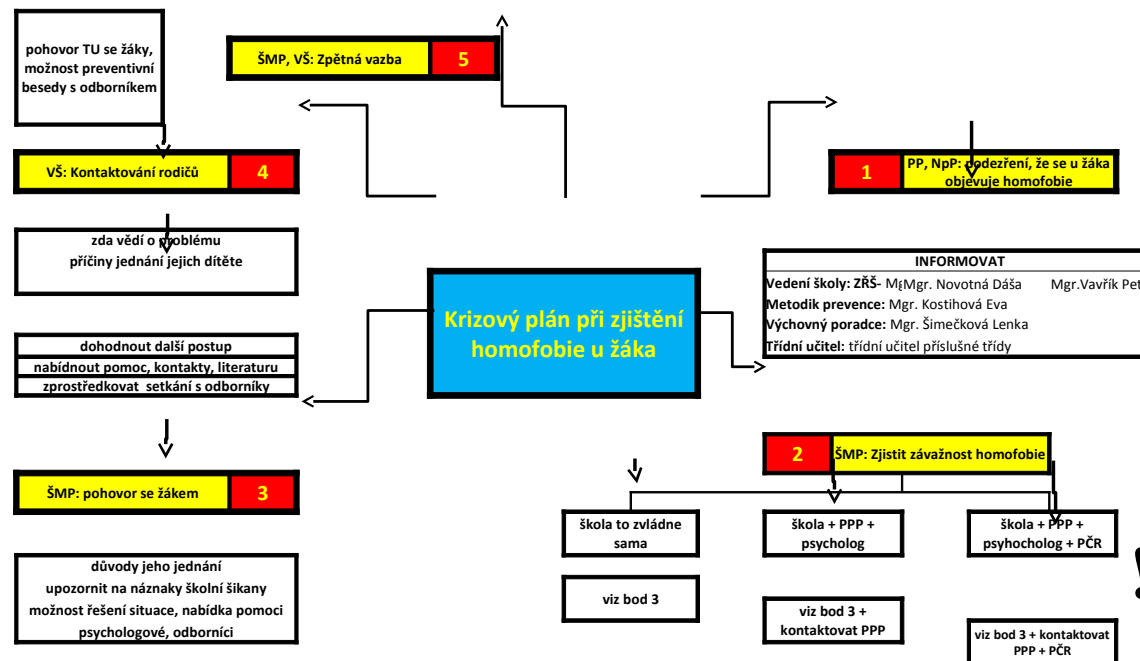 pohovor TU se žáky,
možnost preventivní
besedy s odborníkem
ŠMP, VŠ: Zpětná vazba 5
VŠ: Kontaktování rodičů 4
1 PP, NpP: podezření, že se u žáka
objevuje homofobie
zda vědí o problému
příčiny jednání jejich dítěte
INFORMOVAT
Vedení školy: ZŘŠ- Mgr. Novotná Dáša Mgr.Vavřík Pet
Metodik prevence: Mgr. Kostihová Eva
Výchovný poradce: Mgr. Šimečková Lenka
Třídní učitel: třídní učitel příslušné třídy
Krizový plán při zjištění
homofobie u žáka
dohodnout další postup
nabídnout pomoc, kontakty, literaturu
zprostředkovat setkání s odborníky
2 ŠMP: Zjistit závažnost homofobie
ŠMP: pohovor se žákem 3
škola to zvládne
sama
škola + PPP +
psycholog
škola + PPP +
psyhocholog + PČR
důvody jeho jednání
upozornit na náznaky školní šikany
možnost řešení situace, nabídka pomoci
psychologové, odborníci
viz bod 3
viz bod 3 +
kontaktovat PPP
viz bod 3 + kontaktovat
PPP + PČR